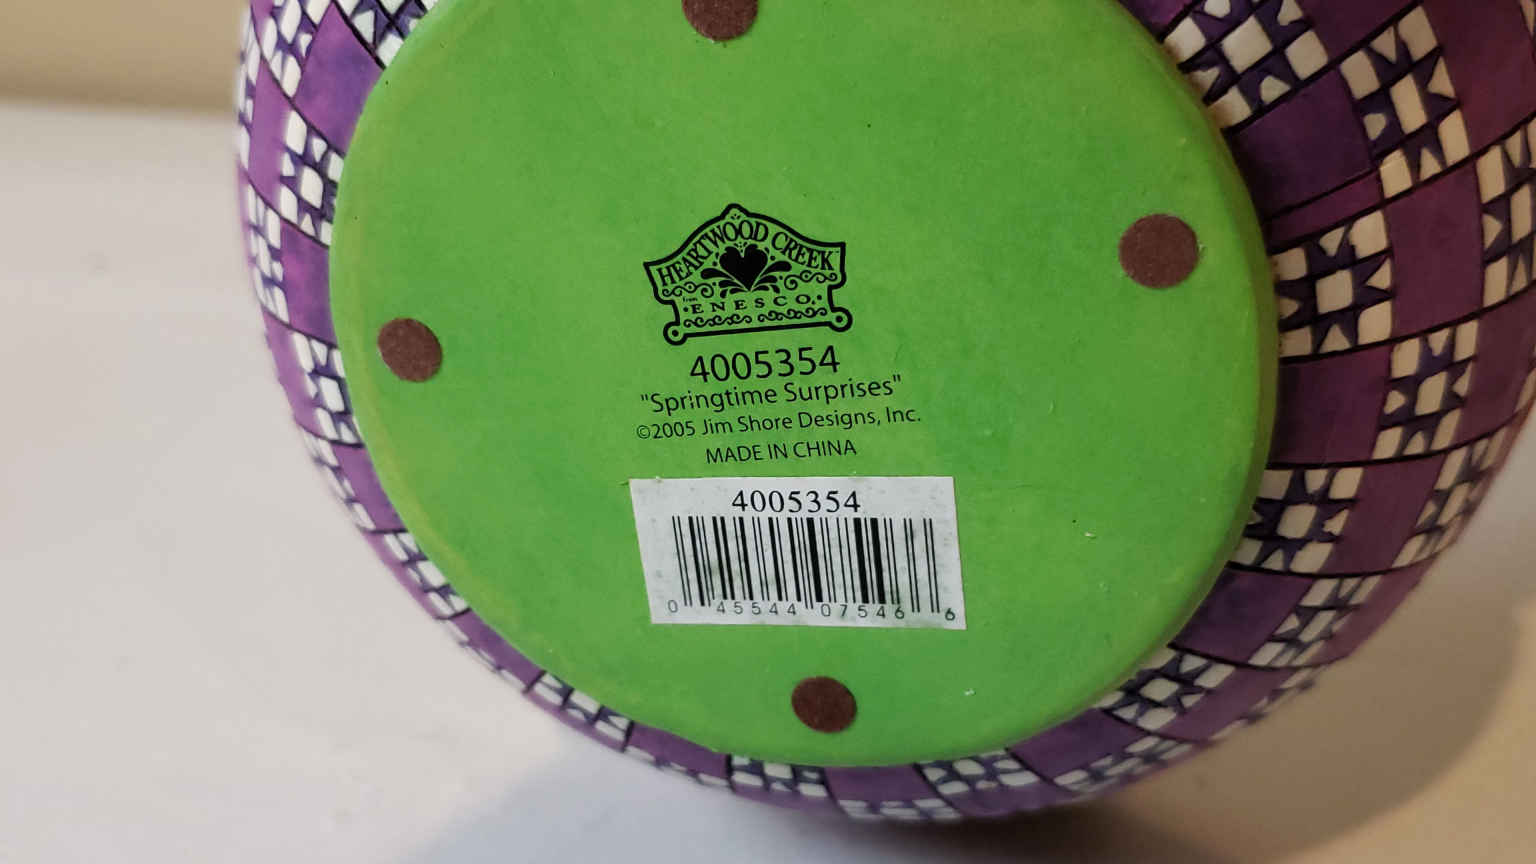 HEARTWOOD CREEK
from
ENESCO
4005354
"Springtime Surprises"
©2005 Jim Shore Designs, Inc.
MADE IN CHINA
4005354
0 45544 07546 6